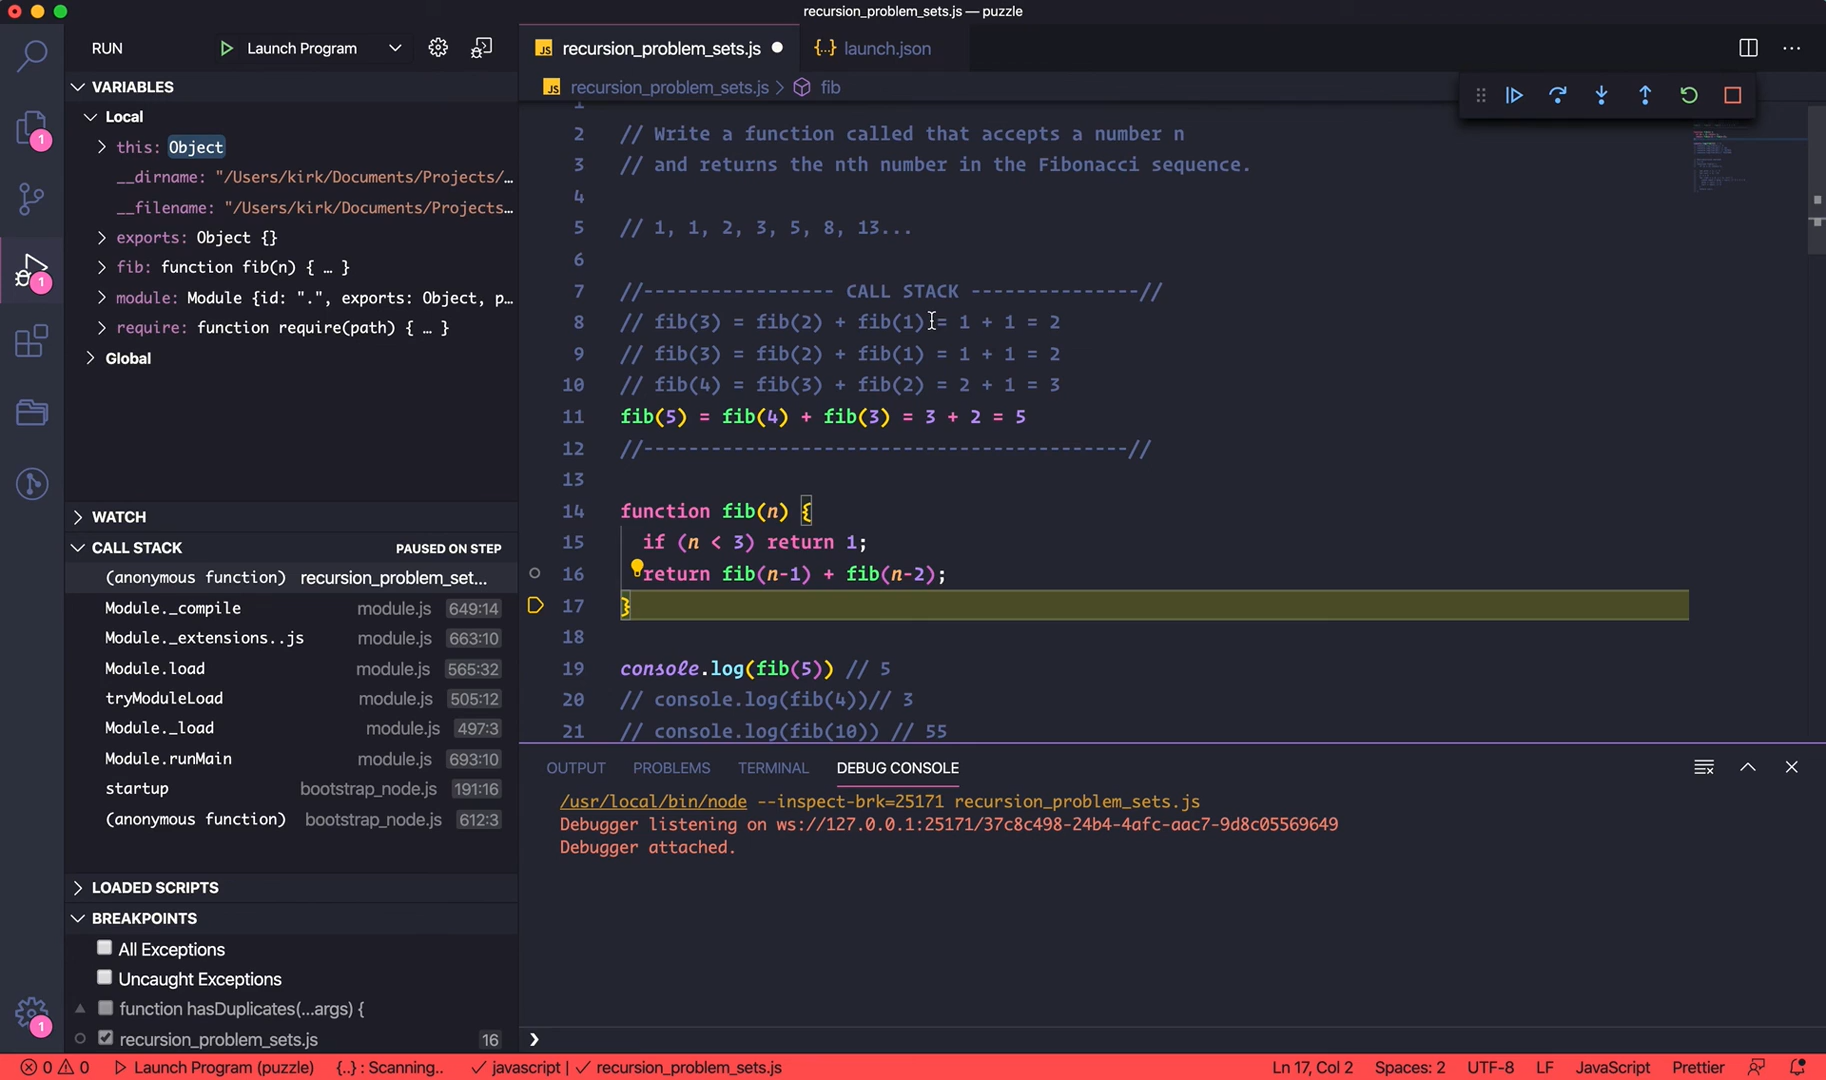 recursion_problem_sets.js — puzzle
RUN
Launch Program
JS recursion_problem_sets.js
{..} launch.json
JS recursion_problem_sets.js > fib
VARIABLES
Local
this: Object
__dirname: "/Users/kirk/Documents/Projects/…
__filename: "/Users/kirk/Documents/Projects…
exports: Object {}
fib: function fib(n) { … }
module: Module {id: ".", exports: Object, p…
require: function require(path) { … }
Global
WATCH
CALL STACK PAUSED ON STEP
(anonymous function) recursion_problem_set...
Module._compile module.js 649:14
Module._extensions..js module.js 663:10
Module.load module.js 565:32
tryModuleLoad module.js 505:12
Module._load module.js 497:3
Module.runMain module.js 693:10
startup bootstrap_node.js 191:16
(anonymous function) bootstrap_node.js 612:3
LOADED SCRIPTS
BREAKPOINTS
All Exceptions
Uncaught Exceptions
function hasDuplicates(...args) {
recursion_problem_sets.js 16
1
1
1
1
2 // Write a function called that accepts a number n
3 // and returns the nth number in the Fibonacci sequence.
4
5 // 1, 1, 2, 3, 5, 8, 13...
6
7 //----------------- CALL STACK ---------------//
8 // fib(3) = fib(2) + fib(1) = 1 + 1 = 2
9 // fib(3) = fib(2) + fib(1) = 1 + 1 = 2
10 // fib(4) = fib(3) + fib(2) = 2 + 1 = 3
11 fib(5) = fib(4) + fib(3) = 3 + 2 = 5
12 //-------------------------------------------//
13
14 function fib(n) {
15 if (n < 3) return 1;
16 return fib(n-1) + fib(n-2);
17 }
18
19 console.log(fib(5)) // 5
20 // console.log(fib(4))// 3
21 // console.log(fib(10)) // 55
OUTPUT PROBLEMS TERMINAL DEBUG CONSOLE
/usr/local/bin/node --inspect-brk=25171 recursion_problem_sets.js
Debugger listening on ws://127.0.0.1:25171/37c8c498-24b4-4afc-aac7-9d8c05569649
Debugger attached.
0 0 Launch Program (puzzle) {..} : Scanning.. ✓ javascript | ✓ recursion_problem_sets.js Ln 17, Col 2 Spaces: 2 UTF-8 LF JavaScript Prettier